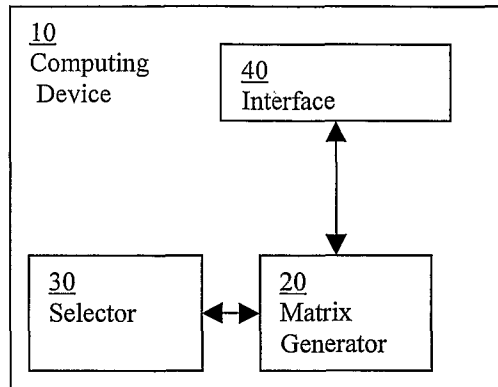 10
Computing
Device
40
Interface
30
Selector
20
Matrix
Generator